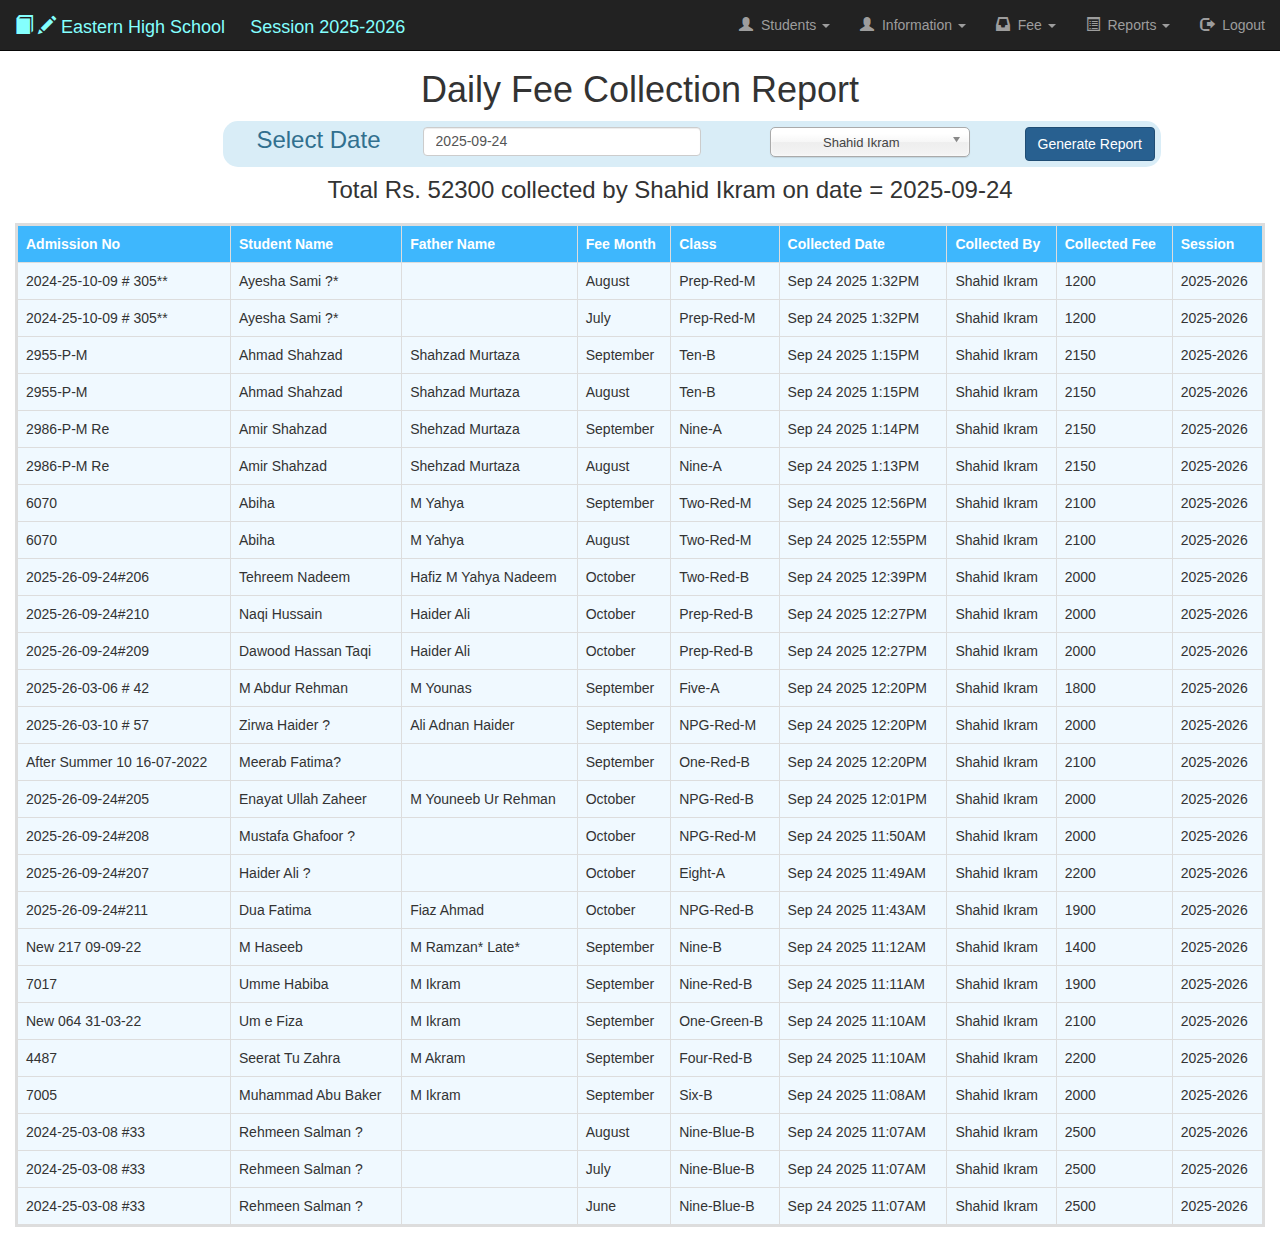 Eastern High School Session 2025-2026 Students Information Fee Reports Logout
Daily Fee Collection Report
Select Date 2025-09-24 Shahid Ikram Generate Report
Total Rs. 52300 collected by Shahid Ikram on date = 2025-09-24
Admission No Student Name Father Name Fee Month Class Collected Date Collected By Collected Fee Session
2024-25-10-09 # 305** Ayesha Sami ?* August Prep-Red-M Sep 24 2025 1:32PM Shahid Ikram 1200 2025-2026
2024-25-10-09 # 305** Ayesha Sami ?* July Prep-Red-M Sep 24 2025 1:32PM Shahid Ikram 1200 2025-2026
2955-P-M Ahmad Shahzad Shahzad Murtaza September Ten-B Sep 24 2025 1:15PM Shahid Ikram 2150 2025-2026
2955-P-M Ahmad Shahzad Shahzad Murtaza August Ten-B Sep 24 2025 1:15PM Shahid Ikram 2150 2025-2026
2986-P-M Re Amir Shahzad Shehzad Murtaza September Nine-A Sep 24 2025 1:14PM Shahid Ikram 2150 2025-2026
2986-P-M Re Amir Shahzad Shehzad Murtaza August Nine-A Sep 24 2025 1:13PM Shahid Ikram 2150 2025-2026
6070 Abiha M Yahya September Two-Red-M Sep 24 2025 12:56PM Shahid Ikram 2100 2025-2026
6070 Abiha M Yahya August Two-Red-M Sep 24 2025 12:55PM Shahid Ikram 2100 2025-2026
2025-26-09-24#206 Tehreem Nadeem Hafiz M Yahya Nadeem October Two-Red-B Sep 24 2025 12:39PM Shahid Ikram 2000 2025-2026
2025-26-09-24#210 Naqi Hussain Haider Ali October Prep-Red-B Sep 24 2025 12:27PM Shahid Ikram 2000 2025-2026
2025-26-09-24#209 Dawood Hassan Taqi Haider Ali October Prep-Red-B Sep 24 2025 12:27PM Shahid Ikram 2000 2025-2026
2025-26-03-06 # 42 M Abdur Rehman M Younas September Five-A Sep 24 2025 12:20PM Shahid Ikram 1800 2025-2026
2025-26-03-10 # 57 Zirwa Haider ? Ali Adnan Haider September NPG-Red-M Sep 24 2025 12:20PM Shahid Ikram 2000 2025-2026
After Summer 10 16-07-2022 Meerab Fatima? September One-Red-B Sep 24 2025 12:20PM Shahid Ikram 2100 2025-2026
2025-26-09-24#205 Enayat Ullah Zaheer M Youneeb Ur Rehman October NPG-Red-B Sep 24 2025 12:01PM Shahid Ikram 2000 2025-2026
2025-26-09-24#208 Mustafa Ghafoor ? October NPG-Red-M Sep 24 2025 11:50AM Shahid Ikram 2000 2025-2026
2025-26-09-24#207 Haider Ali ? October Eight-A Sep 24 2025 11:49AM Shahid Ikram 2200 2025-2026
2025-26-09-24#211 Dua Fatima Fiaz Ahmad October NPG-Red-B Sep 24 2025 11:43AM Shahid Ikram 1900 2025-2026
New 217 09-09-22 M Haseeb M Ramzan* Late* September Nine-B Sep 24 2025 11:12AM Shahid Ikram 1400 2025-2026
7017 Umme Habiba M Ikram September Nine-Red-B Sep 24 2025 11:11AM Shahid Ikram 1900 2025-2026
New 064 31-03-22 Um e Fiza M Ikram September One-Green-B Sep 24 2025 11:10AM Shahid Ikram 2100 2025-2026
4487 Seerat Tu Zahra M Akram September Four-Red-B Sep 24 2025 11:10AM Shahid Ikram 2200 2025-2026
7005 Muhammad Abu Baker M Ikram September Six-B Sep 24 2025 11:08AM Shahid Ikram 2000 2025-2026
2024-25-03-08 #33 Rehmeen Salman ? August Nine-Blue-B Sep 24 2025 11:07AM Shahid Ikram 2500 2025-2026
2024-25-03-08 #33 Rehmeen Salman ? July Nine-Blue-B Sep 24 2025 11:07AM Shahid Ikram 2500 2025-2026
2024-25-03-08 #33 Rehmeen Salman ? June Nine-Blue-B Sep 24 2025 11:07AM Shahid Ikram 2500 2025-2026